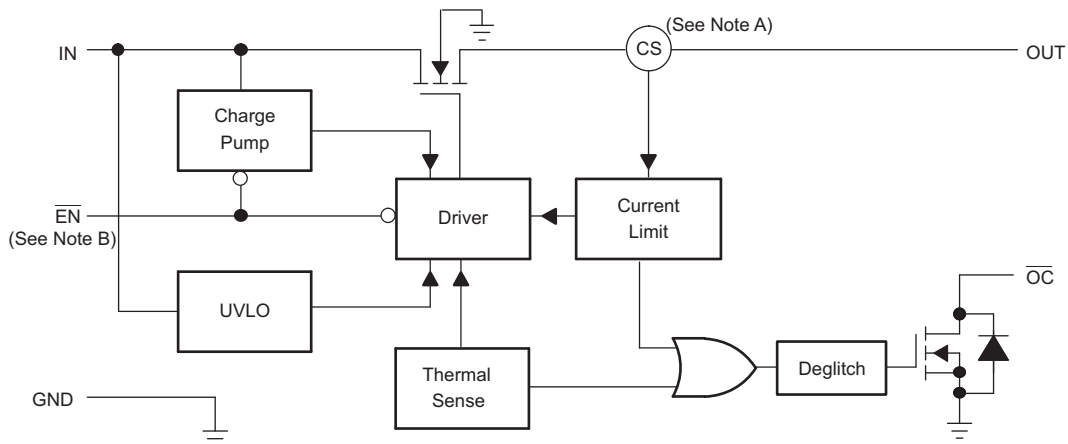 (See Note A)
IN
CS
OUT
Charge
Pump
EN
(See Note B)
Driver
Current
Limit
OC
UVLO
Thermal
Sense
Deglitch
GND